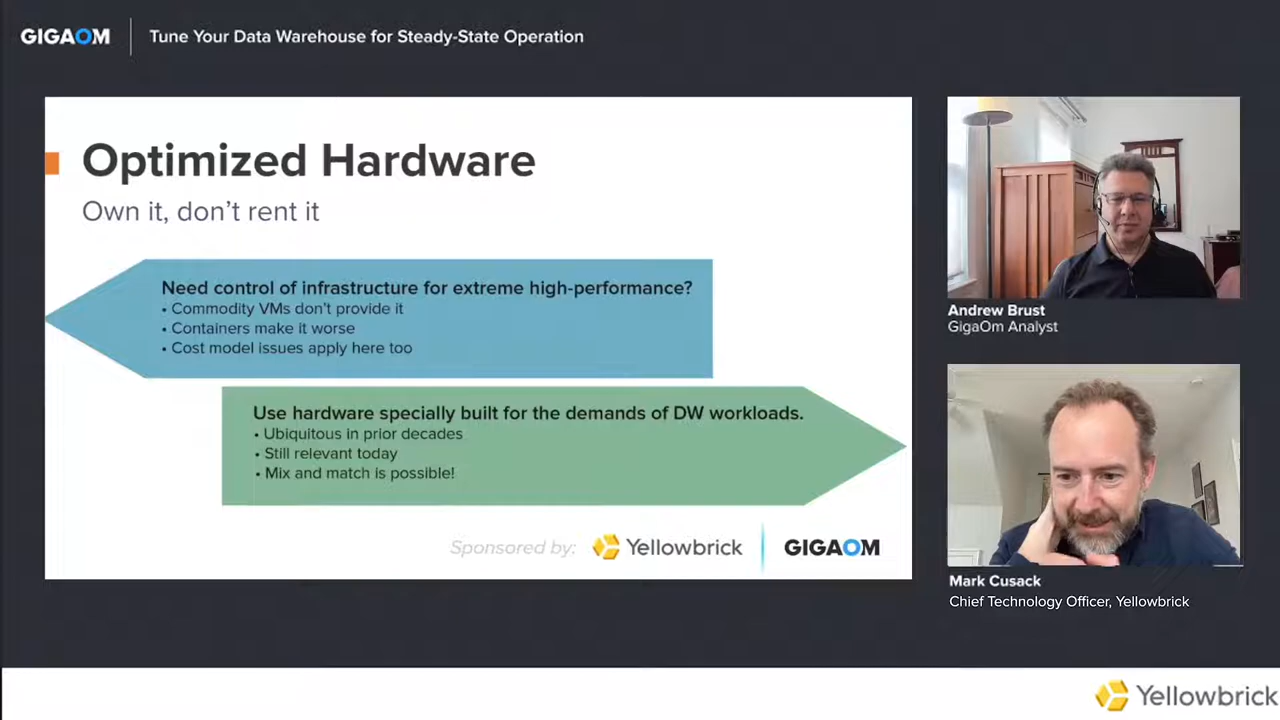 GIGAOM
Tune Your Data Warehouse for Steady-State Operation
Optimized Hardware
Own it, don't rent it
Need control of infrastructure for extreme high-performance?
• Commodity VMs don't provide it
• Containers make it worse
• Cost model issues apply here too
Use hardware specially built for the demands of DW workloads.
• Ubiquitous in prior decades
• Still relevant today
• Mix and match is possible!
Sponsored by: Yellowbrick GIGAOM
Andrew Brust
GigaOm Analyst
Mark Cusack
Chief Technology Officer, Yellowbrick
Yellowbrick